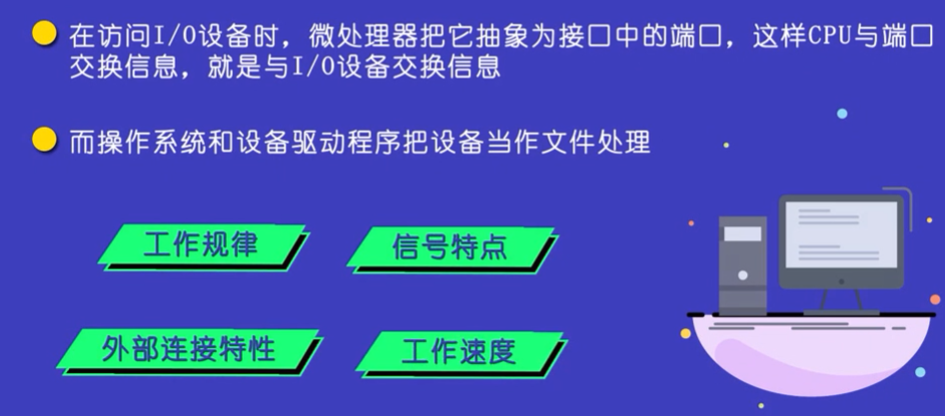 在访问I/O设备时，微处理器把它抽象为接口中的端口，这样CPU与端口
交换信息，就是与I/O设备交换信息
而操作系统和设备驱动程序把设备当作文件处理
工作规律
信号特点
外部连接特性
工作速度